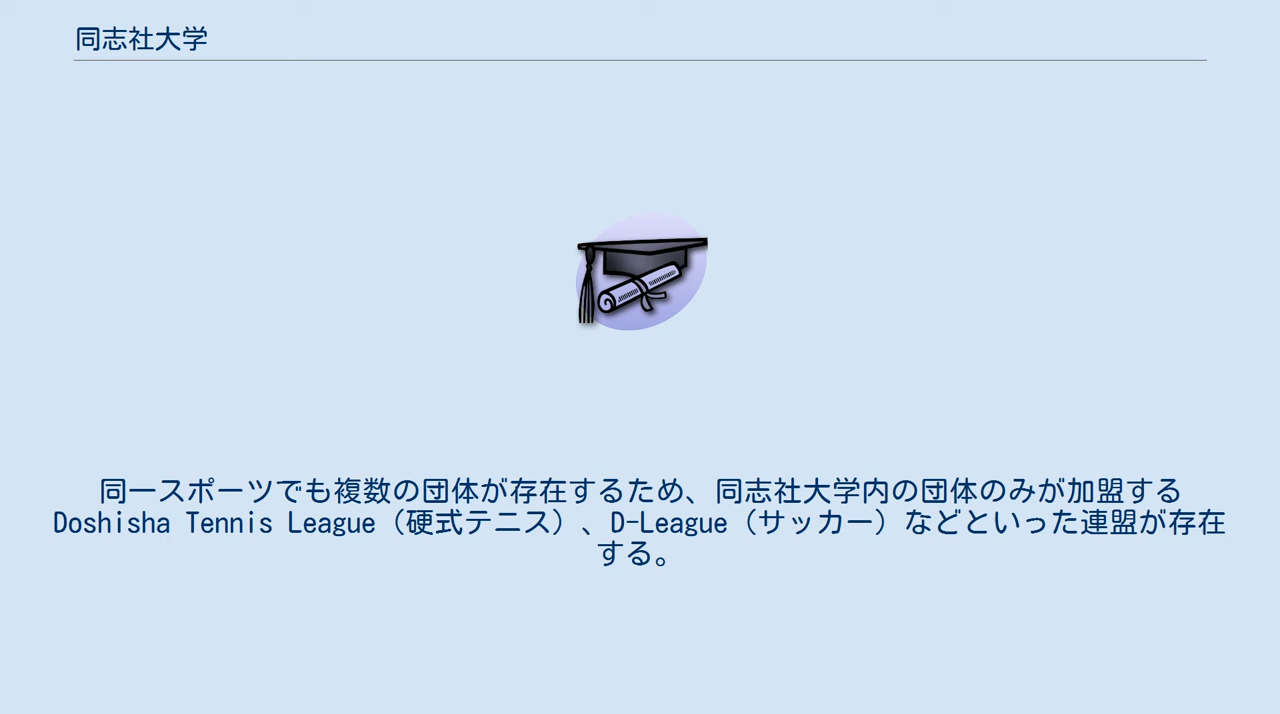 同志社大学
同一スポーツでも複数の団体が存在するため、同志社大学内の団体のみが加盟する
Doshisha Tennis League（硬式テニス）、D-League（サッカー）などといった連盟が存在
する。